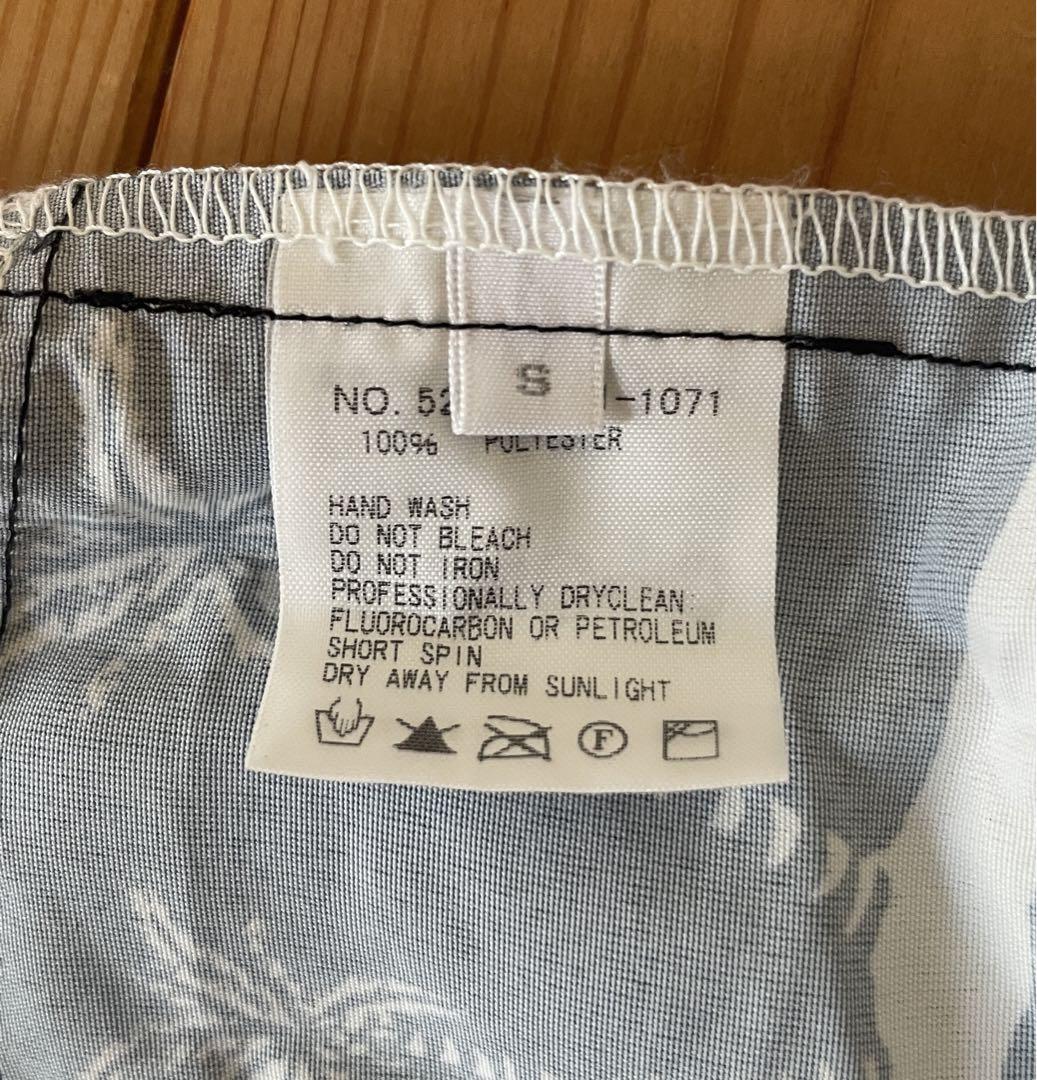 S
NO. 52 -1071
100% POLYESTER
HAND WASH
DO NOT BLEACH
DO NOT IRON
PROFESSIONALLY DRYCLEAN:
FLUOROCARBON OR PETROLEUM
SHORT SPIN
DRY AWAY FROM SUNLIGHT
F